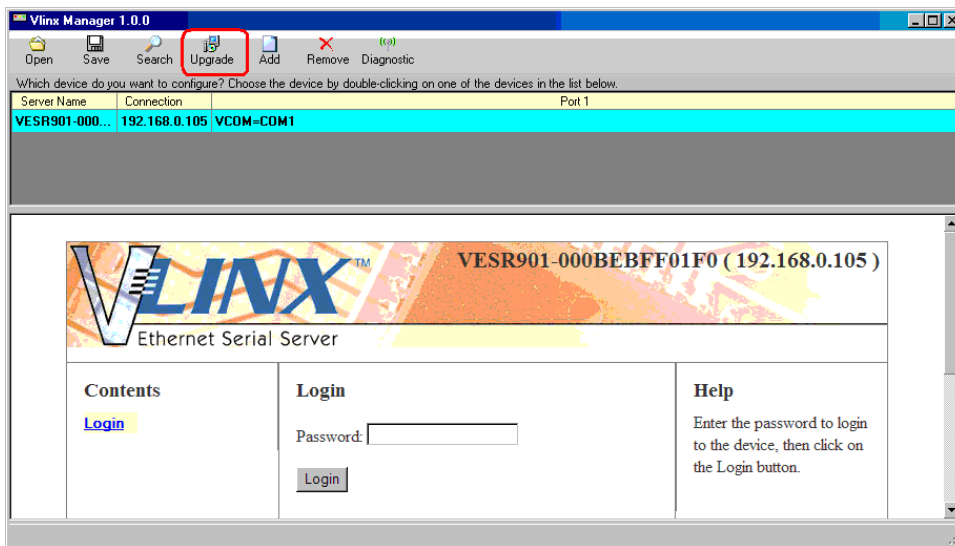 Vlinx Manager 1.0.0
Open Save Search Upgrade Add Remove Diagnostic
Which device do you want to configure? Choose the device by double-clicking on one of the devices in the list below.
Server Name Connection Port 1
VESR901-000... 192.168.0.105 VCOM=COM1
VESR901-000BEBFF01F0 ( 192.168.0.105 )
VLINX™
Ethernet Serial Server
Contents
Login
Login
Password:
Login
Help
Enter the password to login
to the device, then click on
the Login button.